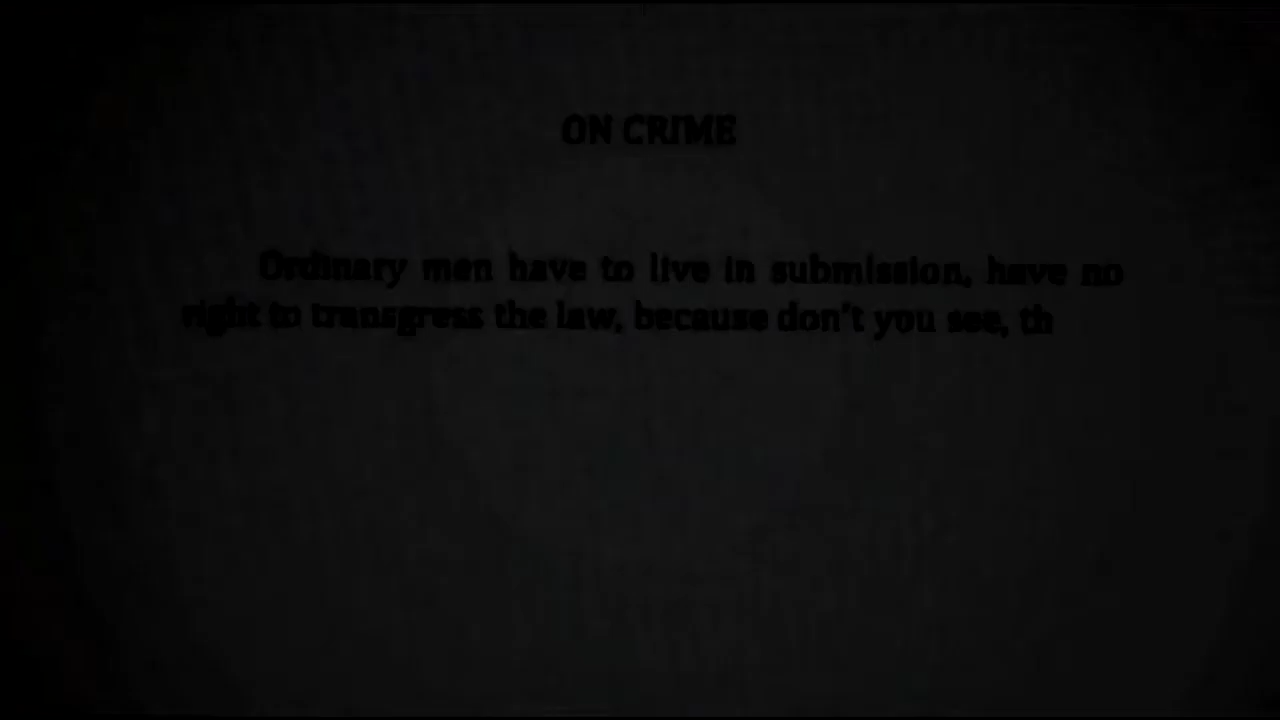 ON CRIME
Ordinary men have to live in submission, have no
right to transgress the law, because don't you see, th